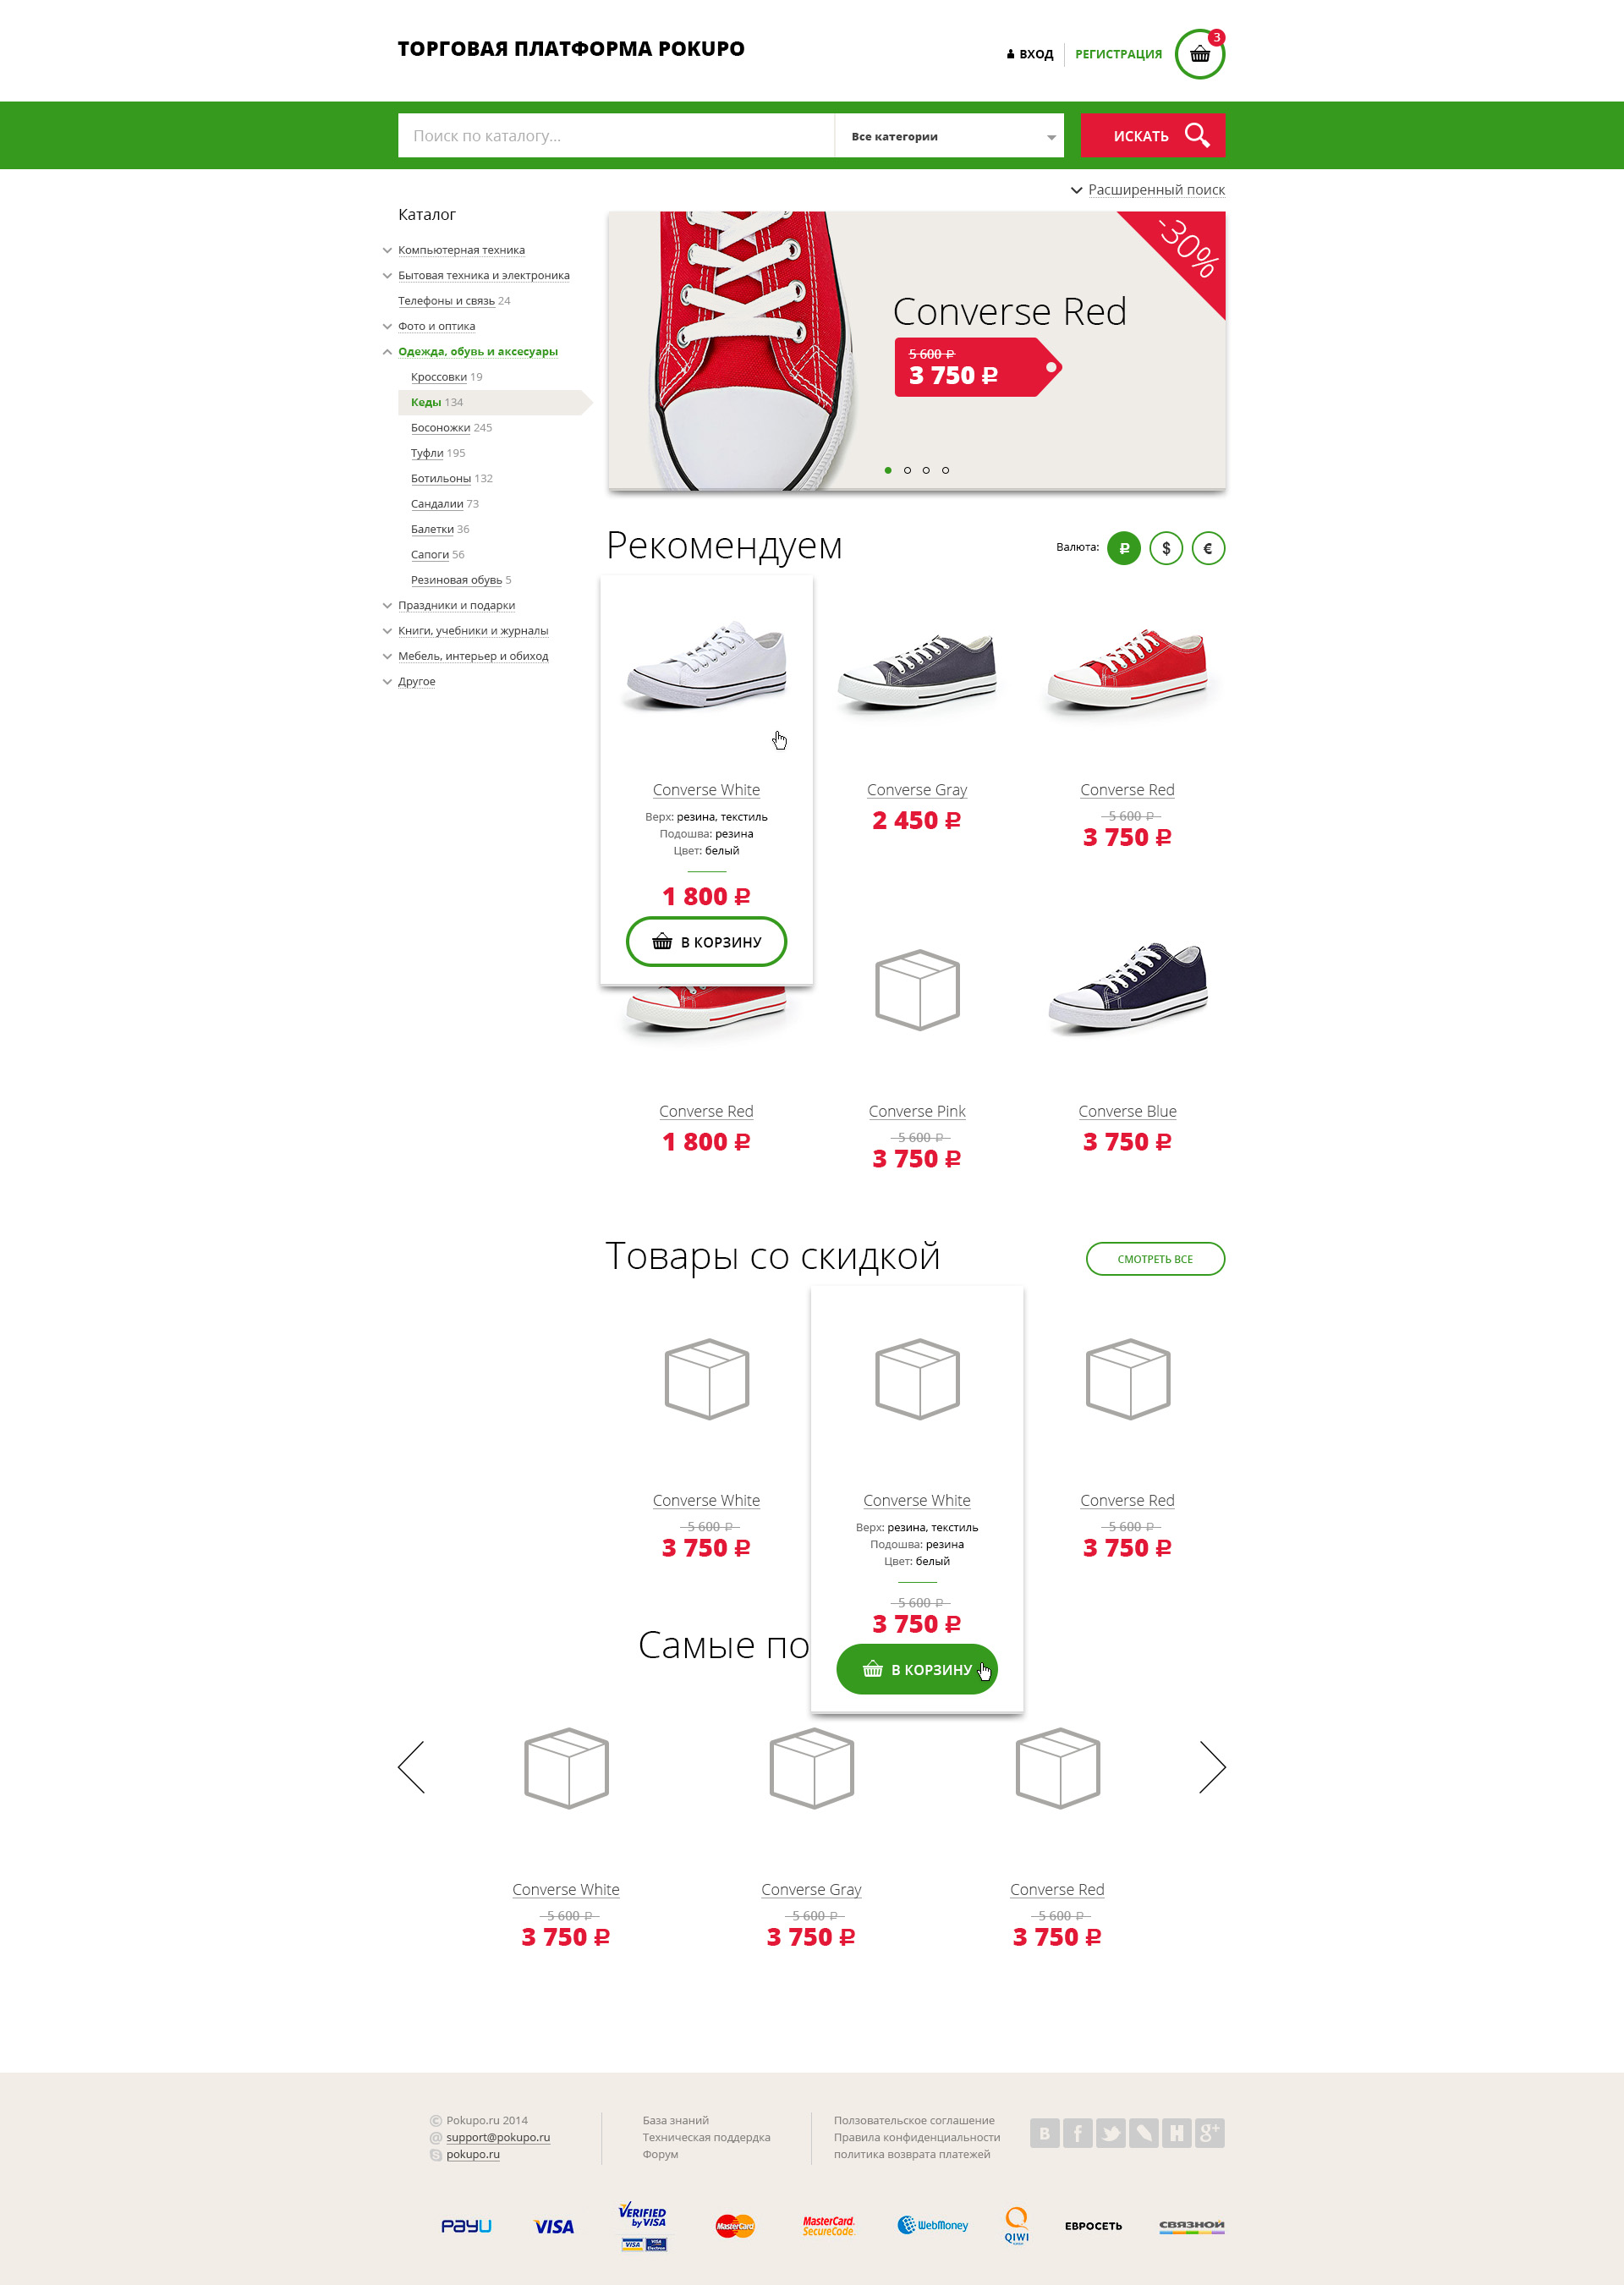 ТОРГОВАЯ ПЛАТФОРМА POKUPO
ВХОД
РЕГИСТРАЦИЯ
3
Поиск по каталогу...
Все категории
ИСКАТЬ
Расширенный поиск
Каталог
Компьютерная техника
Бытовая техника и электроника
Телефоны и связь 24
Фото и оптика
Одежда, обувь и аксесуары
Кроссовки 19
Кеды 134
Босоножки 245
Туфли 195
Ботильоны 132
Сандалии 73
Балетки 36
Сапоги 56
Резиновая обувь 5
Праздники и подарки
Книги, учебники и журналы
Мебель, интерьер и обиход
Другое
-30%
Converse Red
5 600 ₽
3 750 ₽
Рекомендуем
Валюта: ₽ $ €
Converse White
Верх: резина, текстиль
Подошва: резина
Цвет: белый
1 800 ₽
В КОРЗИНУ
Converse Gray
2 450 ₽
Converse Red
5 600 ₽
3 750 ₽
Converse Red
1 800 ₽
Converse Pink
5 600 ₽
3 750 ₽
Converse Blue
3 750 ₽
Товары со скидкой
СМОТРЕТЬ ВСЕ
Converse White
5 600 ₽
3 750 ₽
Converse White
Верх: резина, текстиль
Подошва: резина
Цвет: белый
5 600 ₽
3 750 ₽
В КОРЗИНУ
Converse Red
5 600 ₽
3 750 ₽
Самые по
Converse White
5 600 ₽
3 750 ₽
Converse Gray
5 600 ₽
3 750 ₽
Converse Red
5 600 ₽
3 750 ₽
© Pokupo.ru 2014
@ support@pokupo.ru
pokupo.ru
База знаний
Техническая поддердка
Форум
Ползовательское соглашение
Правила конфиденциальности
политика возврата платежей
B f H g+
PayU
VISA
VERIFIED
by VISA
VISA
VISA
Electron
MasterCard
MasterCard.
SecureCode.
WebMoney
QIWI
ЕВРОСЕТЬ
СВЯЗНОЙ